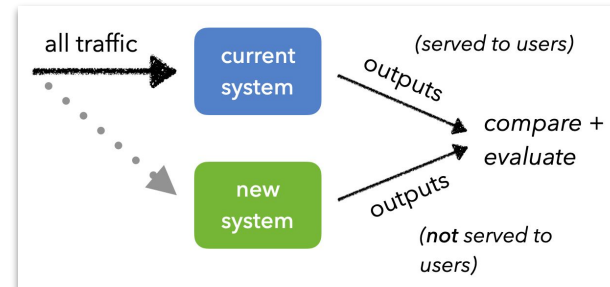 all traffic
current
system
(served to users)
outputs
compare +
evaluate
new
system
outputs
(not served to
users)